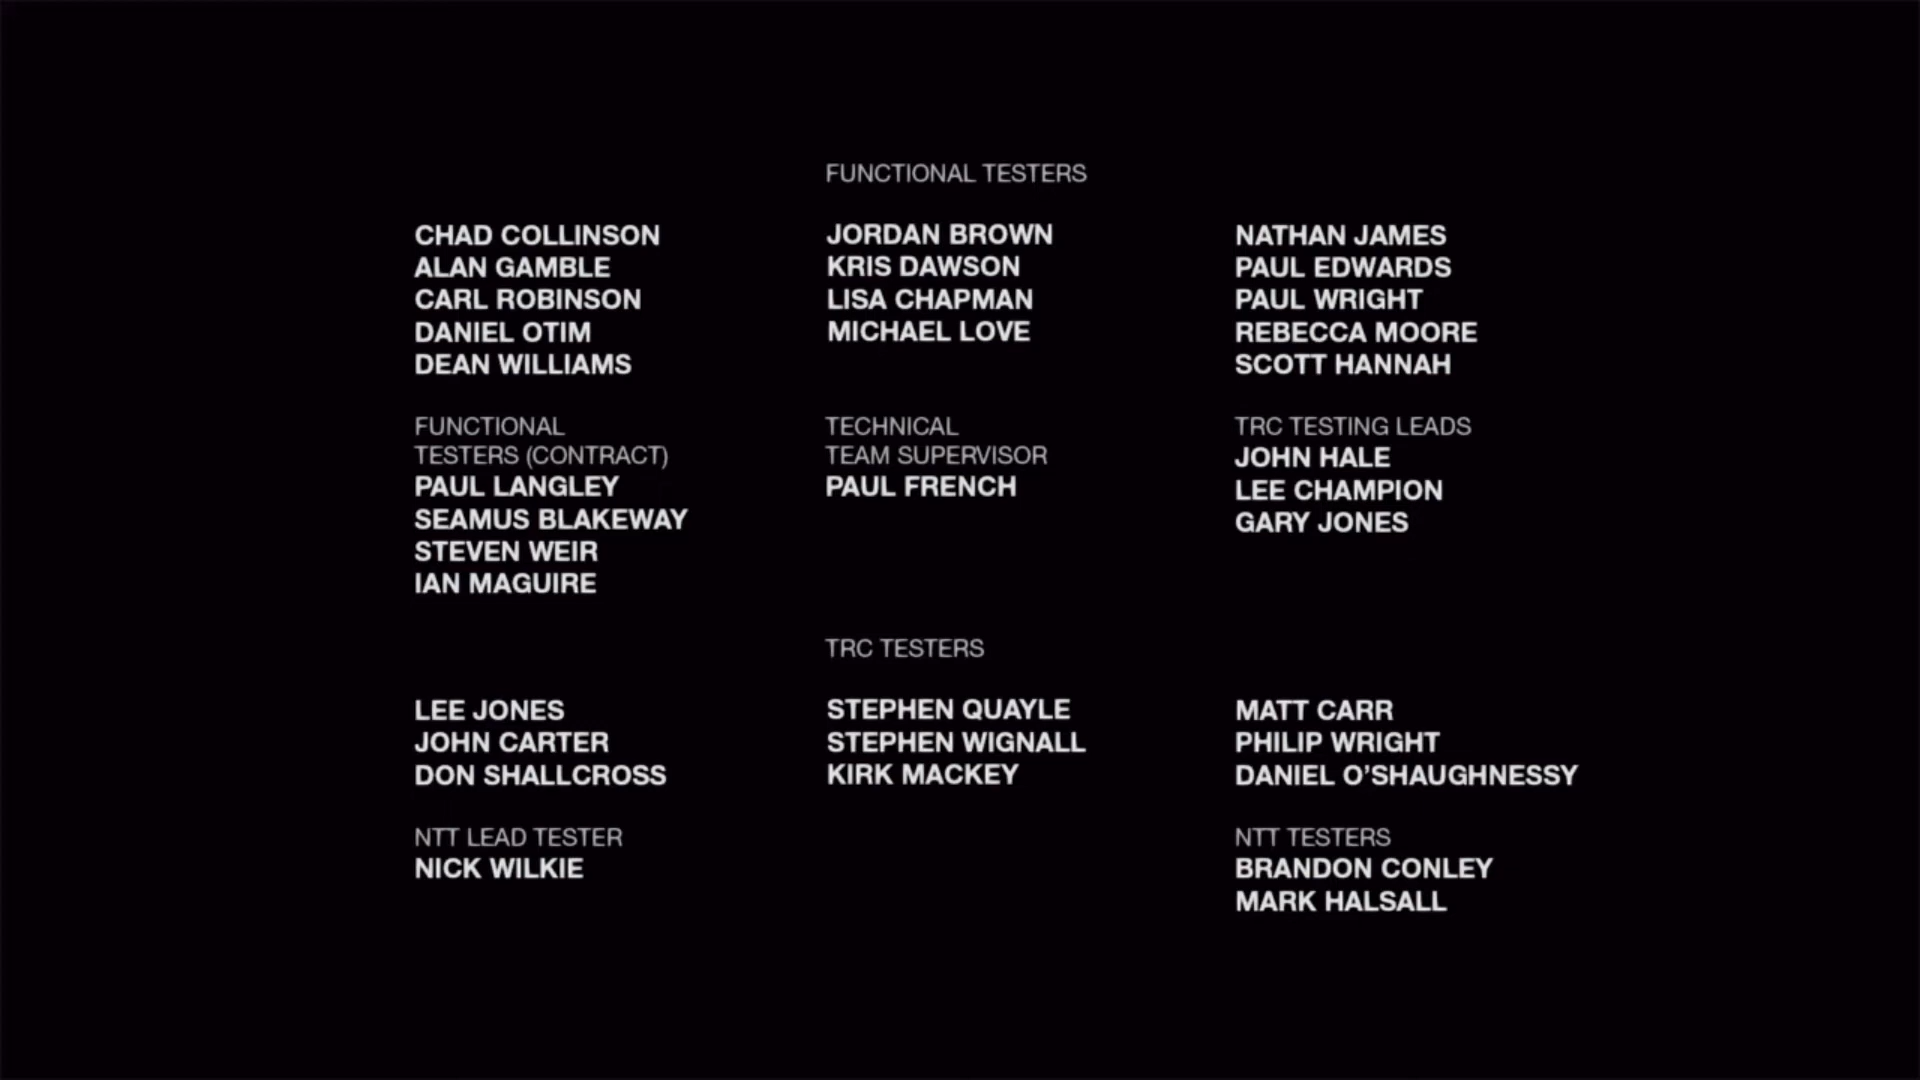 FUNCTIONAL TESTERS
CHAD COLLINSON
ALAN GAMBLE
CARL ROBINSON
DANIEL OTIM
DEAN WILLIAMS
JORDAN BROWN
KRIS DAWSON
LISA CHAPMAN
MICHAEL LOVE
NATHAN JAMES
PAUL EDWARDS
PAUL WRIGHT
REBECCA MOORE
SCOTT HANNAH
FUNCTIONAL
TESTERS (CONTRACT)
PAUL LANGLEY
SEAMUS BLAKEWAY
STEVEN WEIR
IAN MAGUIRE
TECHNICAL
TEAM SUPERVISOR
PAUL FRENCH
TRC TESTING LEADS
JOHN HALE
LEE CHAMPION
GARY JONES
TRC TESTERS
LEE JONES
JOHN CARTER
DON SHALLCROSS
STEPHEN QUAYLE
STEPHEN WIGNALL
KIRK MACKEY
MATT CARR
PHILIP WRIGHT
DANIEL O’SHAUGHNESSY
NTT LEAD TESTER
NICK WILKIE
NTT TESTERS
BRANDON CONLEY
MARK HALSALL